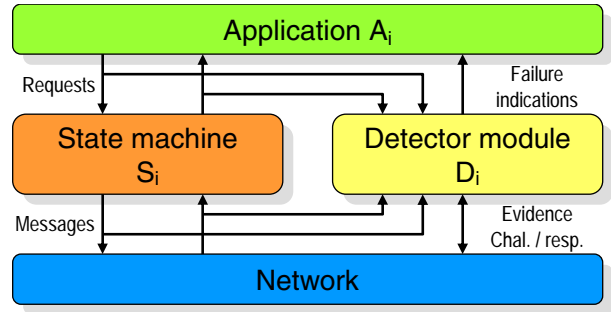 Application Ai
Requests
Failure
indications
State machine
Si
Detector module
Di
Messages
Evidence
Chal. / resp.
Network